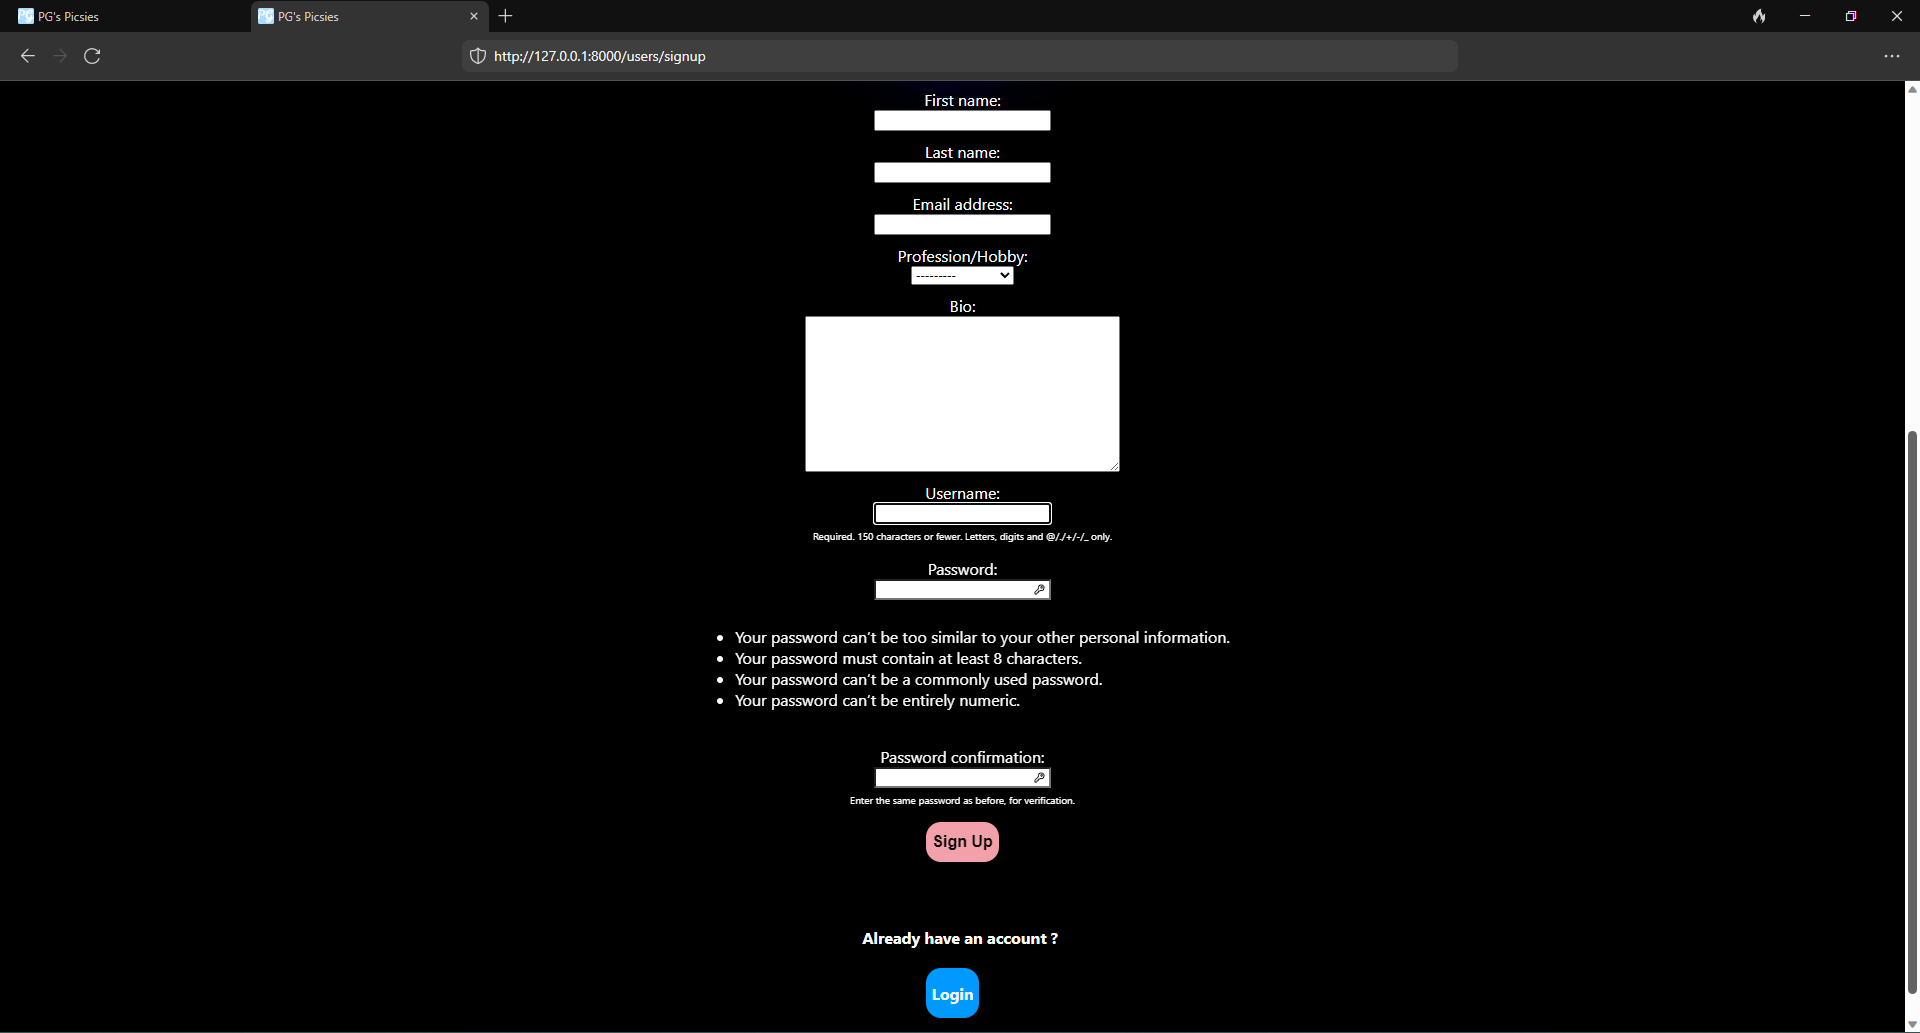 PG's Picsies
PG's Picsies
http://127.0.0.1:8000/users/signup
First name:
Last name:
Email address:
Profession/Hobby:
---------
Bio:
Username:
Required. 150 characters or fewer. Letters, digits and @/./+/-/_ only.
Password:
Your password can’t be too similar to your other personal information.
Your password must contain at least 8 characters.
Your password can’t be a commonly used password.
Your password can’t be entirely numeric.
Password confirmation:
Enter the same password as before, for verification.
Sign Up
Already have an account ?
Login